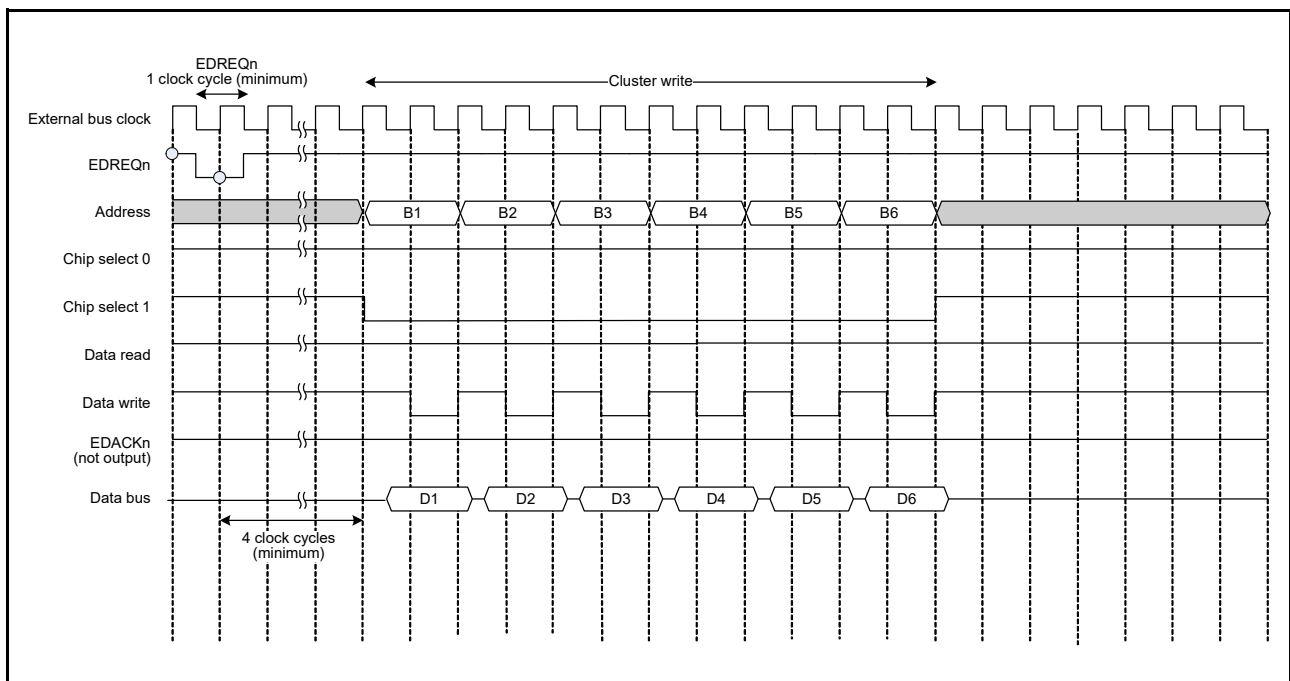 EDREQn
1 clock cycle (minimum)
Cluster write
External bus clock
EDREQn
Address
B1
B2
B3
B4
B5
B6
Chip select 0
Chip select 1
Data read
Data write
EDACKn
(not output)
Data bus
D1
D2
D3
D4
D5
D6
4 clock cycles
(minimum)